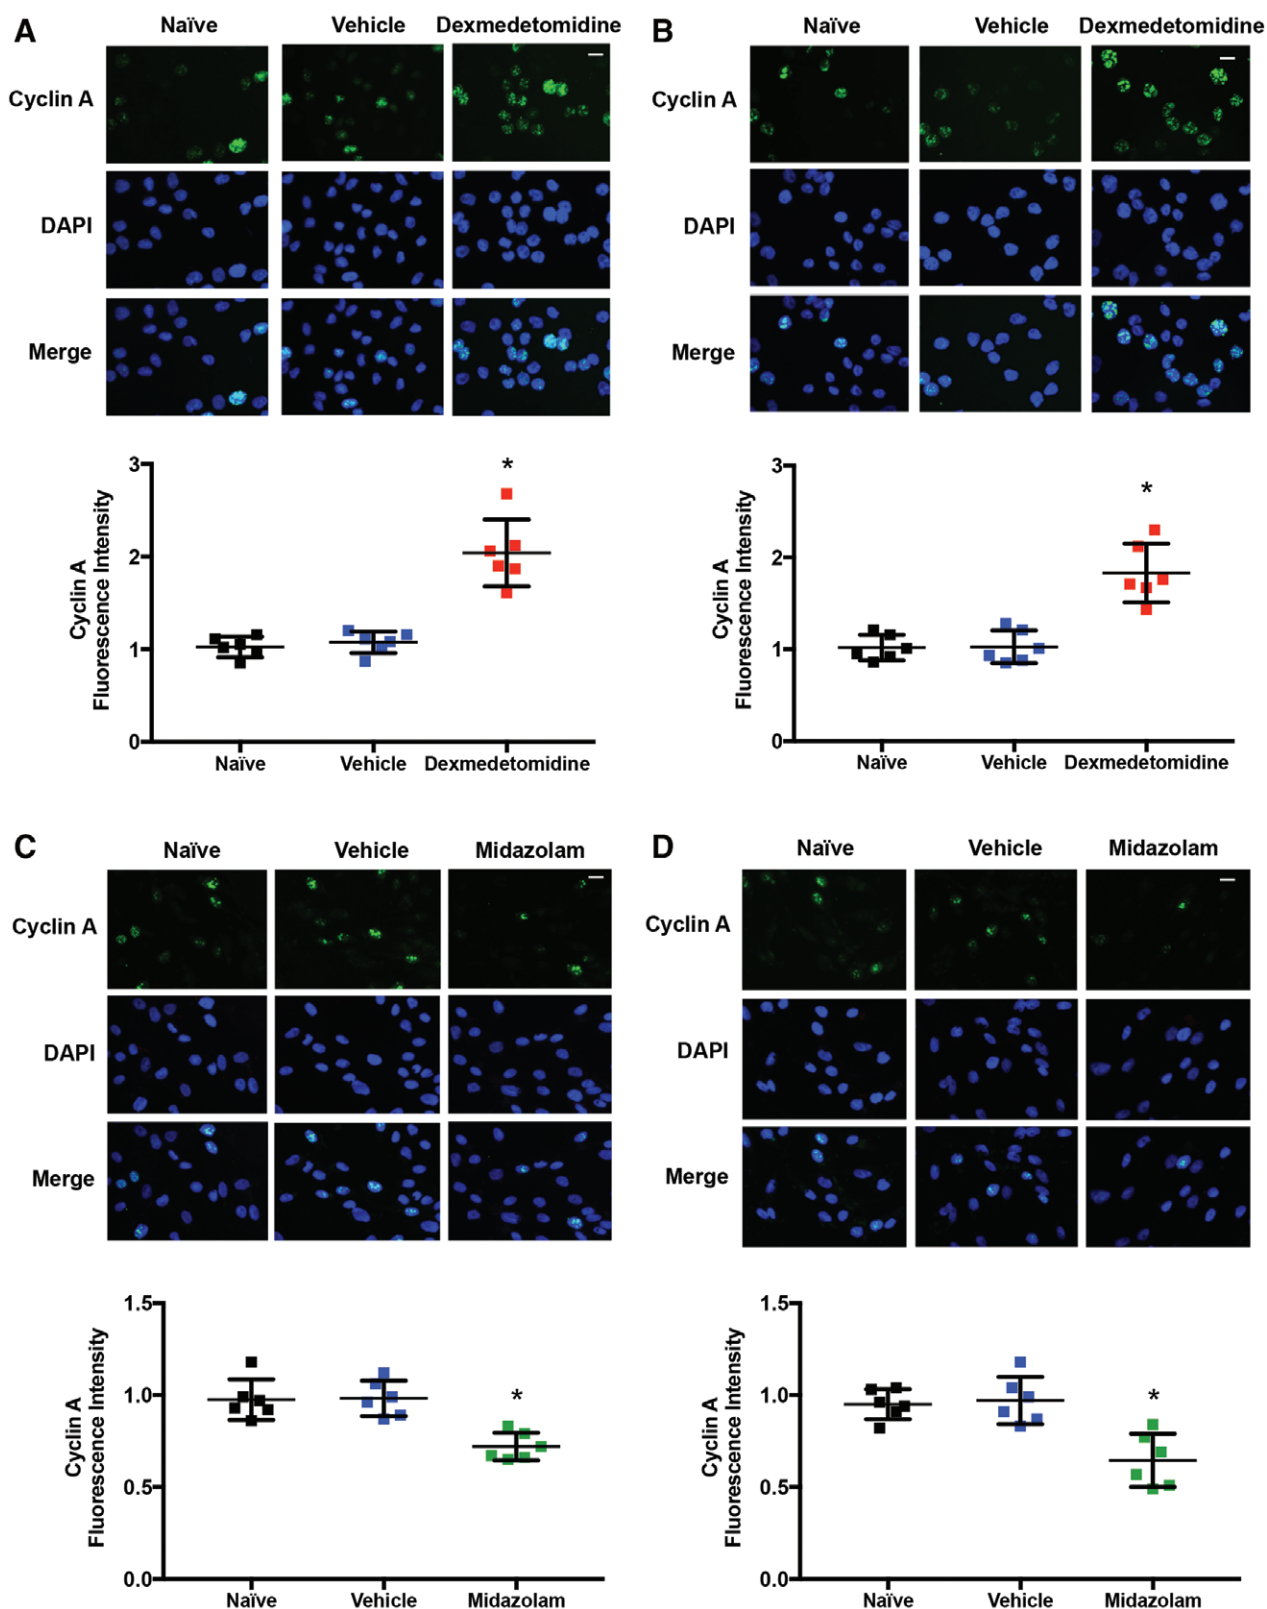 A
Naïve Vehicle Dexmedetomidine
Cyclin A
DAPI
Merge
Cyclin A
Fluorescence Intensity
3
2
1
0
*
Naïve Vehicle Dexmedetomidine
B
Naïve Vehicle Dexmedetomidine
Cyclin A
DAPI
Merge
Cyclin A
Fluorescence Intensity
3
2
1
0
*
Naïve Vehicle Dexmedetomidine
C
Naïve Vehicle Midazolam
Cyclin A
DAPI
Merge
Cyclin A
Fluorescence Intensity
1.5
1.0
0.5
0.0
*
Naïve Vehicle Midazolam
D
Naïve Vehicle Midazolam
Cyclin A
DAPI
Merge
Cyclin A
Fluorescence Intensity
1.5
1.0
0.5
0.0
*
Naïve Vehicle Midazolam